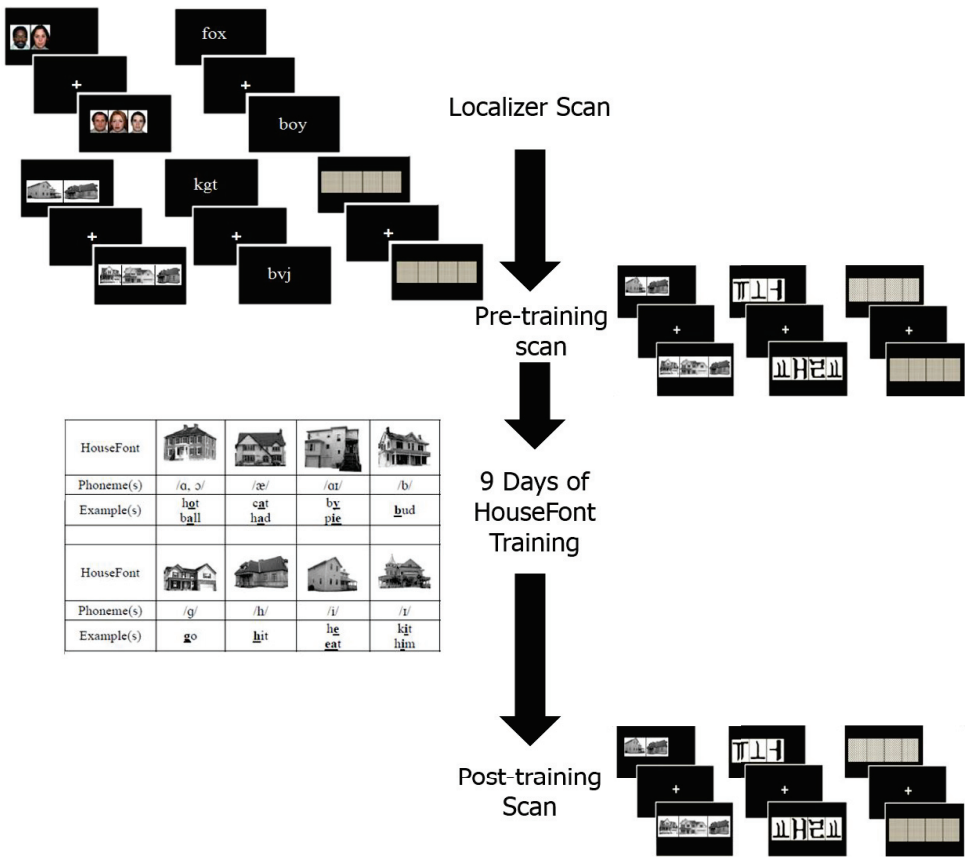 fox
boy
kgt
bvj
Localizer Scan
Pre-training
scan
HouseFont
Phoneme(s) /ɑ, ɔ/ /æ/ /ɑɪ/ /b/
Example(s) hot cat by bud
ball had pie
HouseFont
Phoneme(s) /g/ /h/ /i/ /ɪ/
Example(s) go hit he kit
eat him
9 Days of
HouseFont
Training
Post-training
Scan